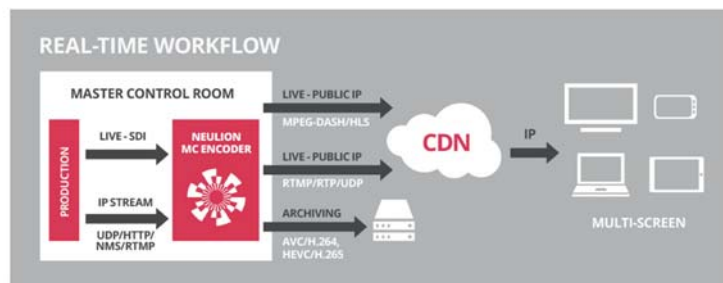 REAL-TIME WORKFLOW
MASTER CONTROL ROOM
PRODUCTION
LIVE - SDI
IP STREAM
UDP/HTTP/
NMS/RTMP
NEULION
MC ENCODER
LIVE - PUBLIC IP
MPEG-DASH/HLS
LIVE - PUBLIC IP
RTMP/RTP/UDP
ARCHIVING
AVC/H.264,
HEVC/H.265
CDN
IP
MULTI-SCREEN